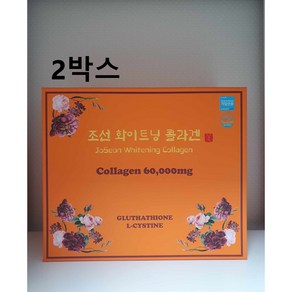 2박스
조선 화이트닝 콜라겐
JoSeon Whitening Collagen
Collagen 60,000mg
GLUTHATHIONE
L-CYSTINE